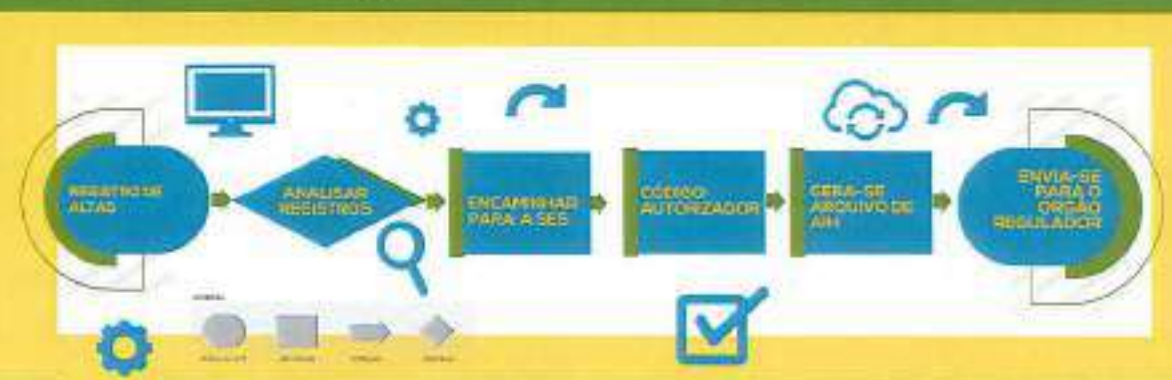 REGISTRO DE
ALTAS
ANALISAR
REGISTROS
ENCAMINHAR
PARA A SES
CÓDIGO
AUTORIZADOR
GERA-SE
ARQUIVO DE
AIH
ENVIA-SE
PARA O
ORGÃO
REGULADOR